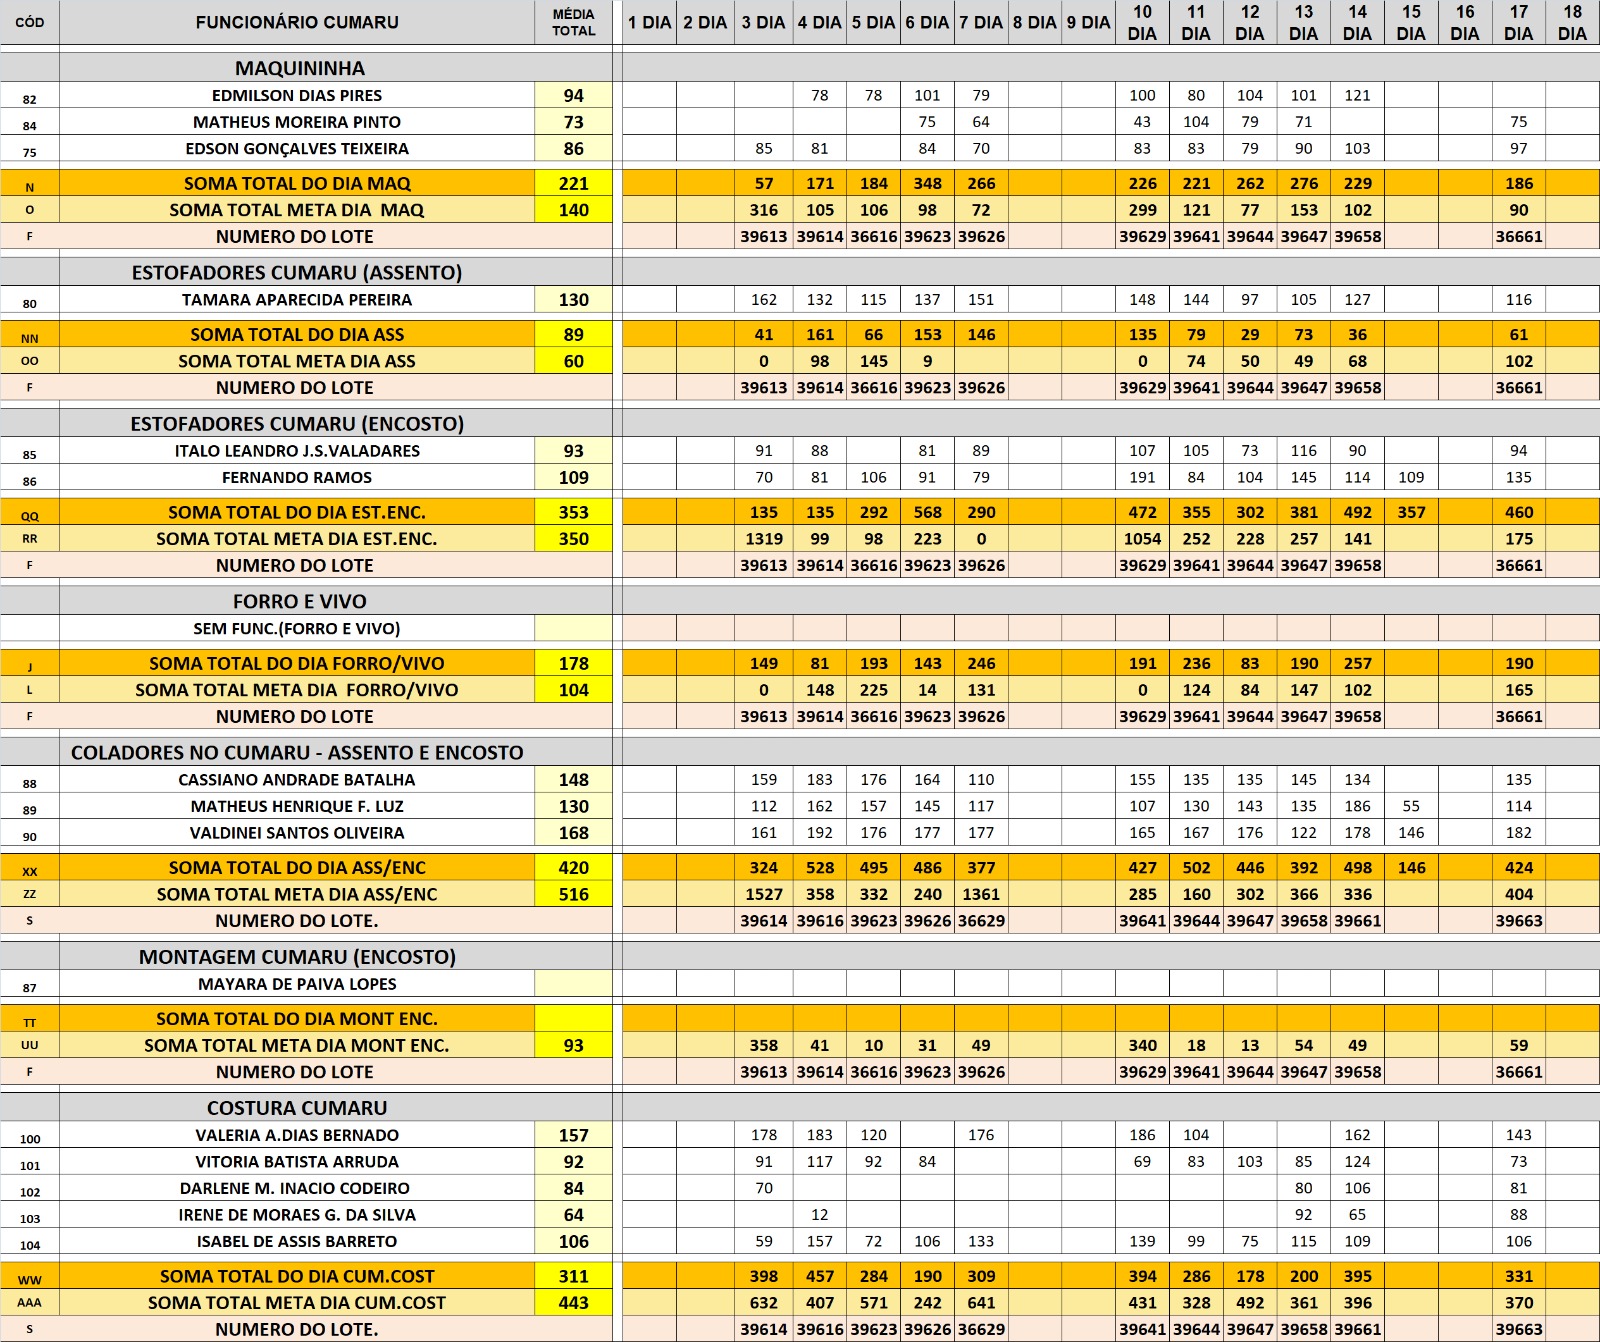 CÓD FUNCIONÁRIO CUMARU MÉDIA TOTAL 1 DIA 2 DIA 3 DIA 4 DIA 5 DIA 6 DIA 7 DIA 8 DIA 9 DIA 10 DIA 11 DIA 12 DIA 13 DIA 14 DIA 15 DIA 16 DIA 17 DIA 18 DIA
MAQUININHA
82 EDMILSON DIAS PIRES 94 78 78 101 79 100 80 104 101 121
84 MATHEUS MOREIRA PINTO 73 75 64 43 104 79 71 75
75 EDSON GONÇALVES TEIXEIRA 86 85 81 84 70 83 83 79 90 103 97
N SOMA TOTAL DO DIA MAQ 221 57 171 184 348 266 226 221 262 276 229 186
O SOMA TOTAL META DIA MAQ 140 316 105 106 98 72 299 121 77 153 102 90
F NUMERO DO LOTE 39613 39614 36616 39623 39626 39629 39641 39644 39647 39658 36661
ESTOFADORES CUMARU (ASSENTO)
80 TAMARA APARECIDA PEREIRA 130 162 132 115 137 151 148 144 97 105 127 116
NN SOMA TOTAL DO DIA ASS 89 41 161 66 153 146 135 79 29 73 36 61
OO SOMA TOTAL META DIA ASS 60 0 98 145 9 0 74 50 49 68 102
F NUMERO DO LOTE 39613 39614 36616 39623 39626 39629 39641 39644 39647 39658 36661
ESTOFADORES CUMARU (ENCOSTO)
85 ITALO LEANDRO J.S.VALADARES 93 91 88 81 89 107 105 73 116 90 94
86 FERNANDO RAMOS 109 70 81 106 91 79 191 84 104 145 114 109 135
QQ SOMA TOTAL DO DIA EST.ENC. 353 135 135 292 568 290 472 355 302 381 492 357 460
RR SOMA TOTAL META DIA EST.ENC. 350 1319 99 98 223 0 1054 252 228 257 141 175
F NUMERO DO LOTE 39613 39614 36616 39623 39626 39629 39641 39644 39647 39658 36661
FORRO E VIVO
SEM FUNC.(FORRO E VIVO)
J SOMA TOTAL DO DIA FORRO/VIVO 178 149 81 193 143 246 191 236 83 190 257 190
L SOMA TOTAL META DIA FORRO/VIVO 104 0 148 225 14 131 0 124 84 147 102 165
F NUMERO DO LOTE 39613 39614 36616 39623 39626 39629 39641 39644 39647 39658 36661
COLADORES NO CUMARU - ASSENTO E ENCOSTO
88 CASSIANO ANDRADE BATALHA 148 159 183 176 164 110 155 135 135 145 134 135
89 MATHEUS HENRIQUE F. LUZ 130 112 162 157 145 117 107 130 143 135 186 55 114
90 VALDINEI SANTOS OLIVEIRA 168 161 192 176 177 177 165 167 176 122 178 146 182
XX SOMA TOTAL DO DIA ASS/ENC 420 324 528 495 486 377 427 502 446 392 498 146 424
ZZ SOMA TOTAL META DIA ASS/ENC 516 1527 358 332 240 1361 285 160 302 366 336 404
S NUMERO DO LOTE. 39614 39616 39623 39626 36629 39641 39644 39647 39658 39661 39663
MONTAGEM CUMARU (ENCOSTO)
87 MAYARA DE PAIVA LOPES
TT SOMA TOTAL DO DIA MONT ENC.
UU SOMA TOTAL META DIA MONT ENC. 93 358 41 10 31 49 340 18 13 54 49 59
F NUMERO DO LOTE 39613 39614 36616 39623 39626 39629 39641 39644 39647 39658 36661
COSTURA CUMARU
100 VALERIA A.DIAS BERNADO 157 178 183 120 176 186 104 162 143
101 VITORIA BATISTA ARRUDA 92 91 117 92 84 69 83 103 85 124 73
102 DARLENE M. INACIO CODEIRO 84 70 80 106 81
103 IRENE DE MORAES G. DA SILVA 64 12 92 65 88
104 ISABEL DE ASSIS BARRETO 106 59 157 72 106 133 139 99 75 115 109 106
WW SOMA TOTAL DO DIA CUM.COST 311 398 457 284 190 309 394 286 178 200 395 331
AAA SOMA TOTAL META DIA CUM.COST 443 632 407 571 242 641 431 328 492 361 396 370
S NUMERO DO LOTE. 39614 39616 39623 39626 36629 39641 39644 39647 39658 39661 39663